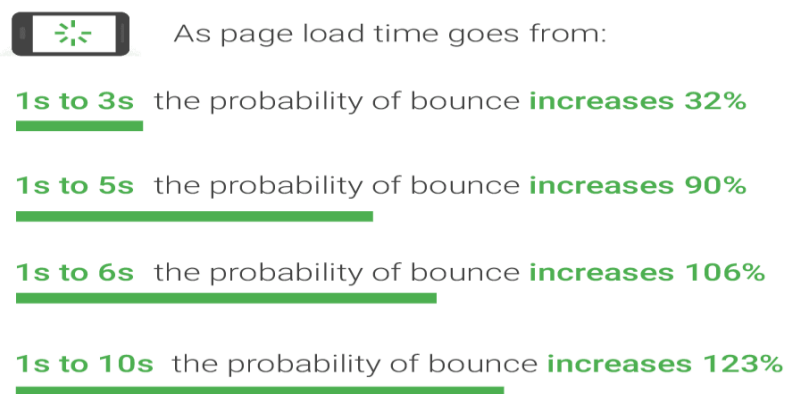 As page load time goes from:
1s to 3s the probability of bounce increases 32%
1s to 5s the probability of bounce increases 90%
1s to 6s the probability of bounce increases 106%
1s to 10s the probability of bounce increases 123%